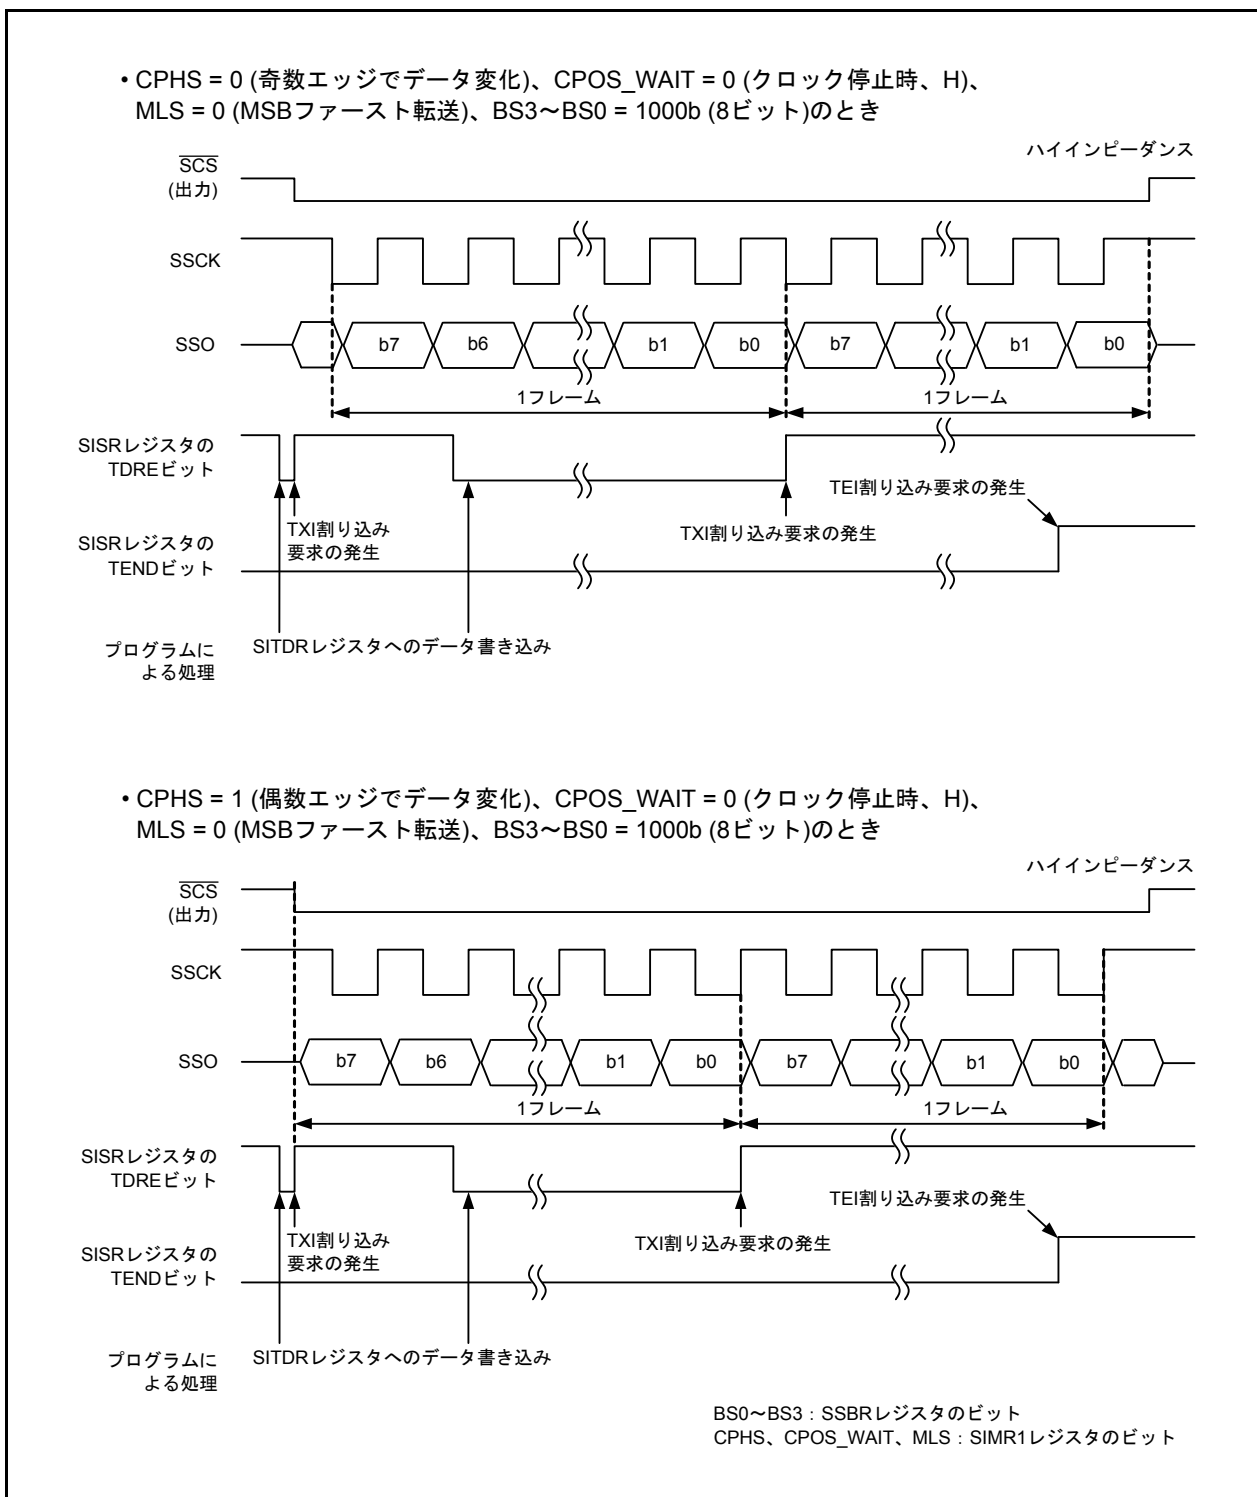 • CPHS = 0 (奇数エッジでデータ変化)、CPOS_WAIT = 0 (クロック停止時、H)、
MLS = 0 (MSBファースト転送)、BS3～BS0 = 1000b (8ビット)のとき
ハイインピーダンス
SCS
(出力)
SSCK
SSO
b7
b6
b1
b0
b7
b1
b0
1フレーム
1フレーム
SISRレジスタの
TDREビット
TEI割り込み要求の発生
TXI割り込み
要求の発生
TXI割り込み要求の発生
SISRレジスタの
TENDビット
プログラムに
よる処理
SITDRレジスタへのデータ書き込み
• CPHS = 1 (偶数エッジでデータ変化)、CPOS_WAIT = 0 (クロック停止時、H)、
MLS = 0 (MSBファースト転送)、BS3～BS0 = 1000b (8ビット)のとき
ハイインピーダンス
SCS
(出力)
SSCK
SSO
b7
b6
b1
b0
b7
b1
b0
1フレーム
1フレーム
SISRレジスタの
TDREビット
TEI割り込み要求の発生
TXI割り込み
要求の発生
TXI割り込み要求の発生
SISRレジスタの
TENDビット
プログラムに
よる処理
SITDRレジスタへのデータ書き込み
BS0～BS3：SSBRレジスタのビット
CPHS、CPOS_WAIT、MLS：SIMR1レジスタのビット